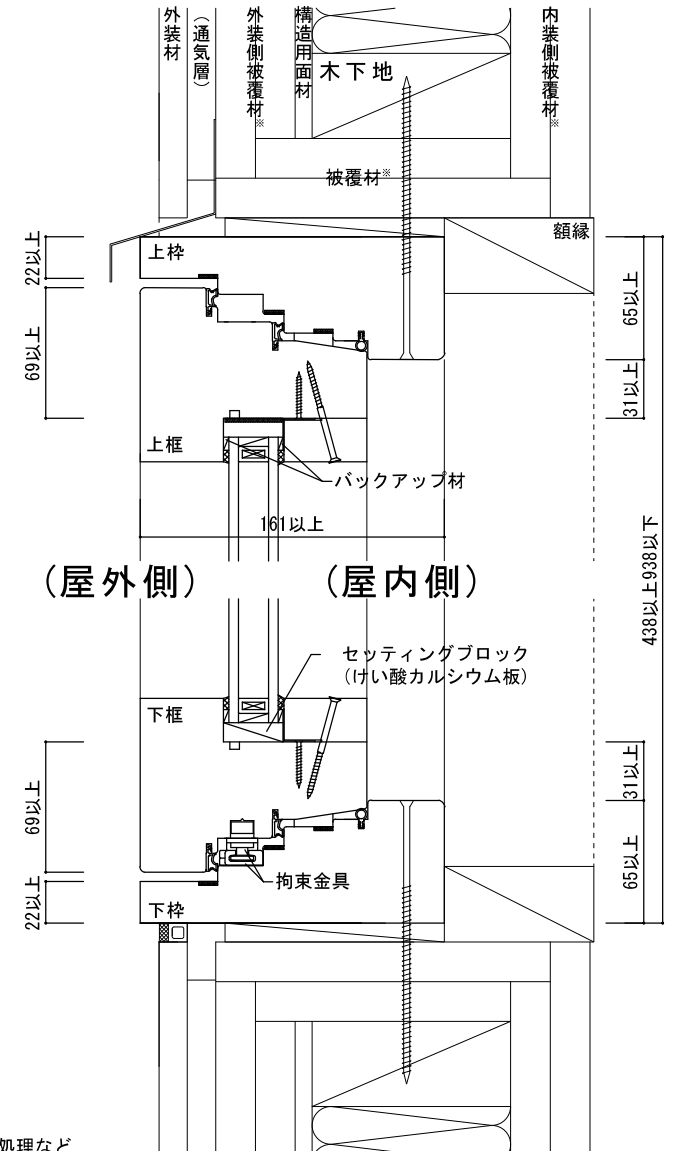 外装材
（通気層）
外装側被覆材※
構造用面材
木下地
内装側被覆材※
被覆材※
額縁
22以上
上枠
65以上
69以上
31以上
上框
バックアップ材
161以上
438以上938以下
（屋外側）
（屋内側）
セッティングブロック
（けい酸カルシウム板）
下框
31以上
69以上
65以上
拘束金具
22以上
下枠
処理など